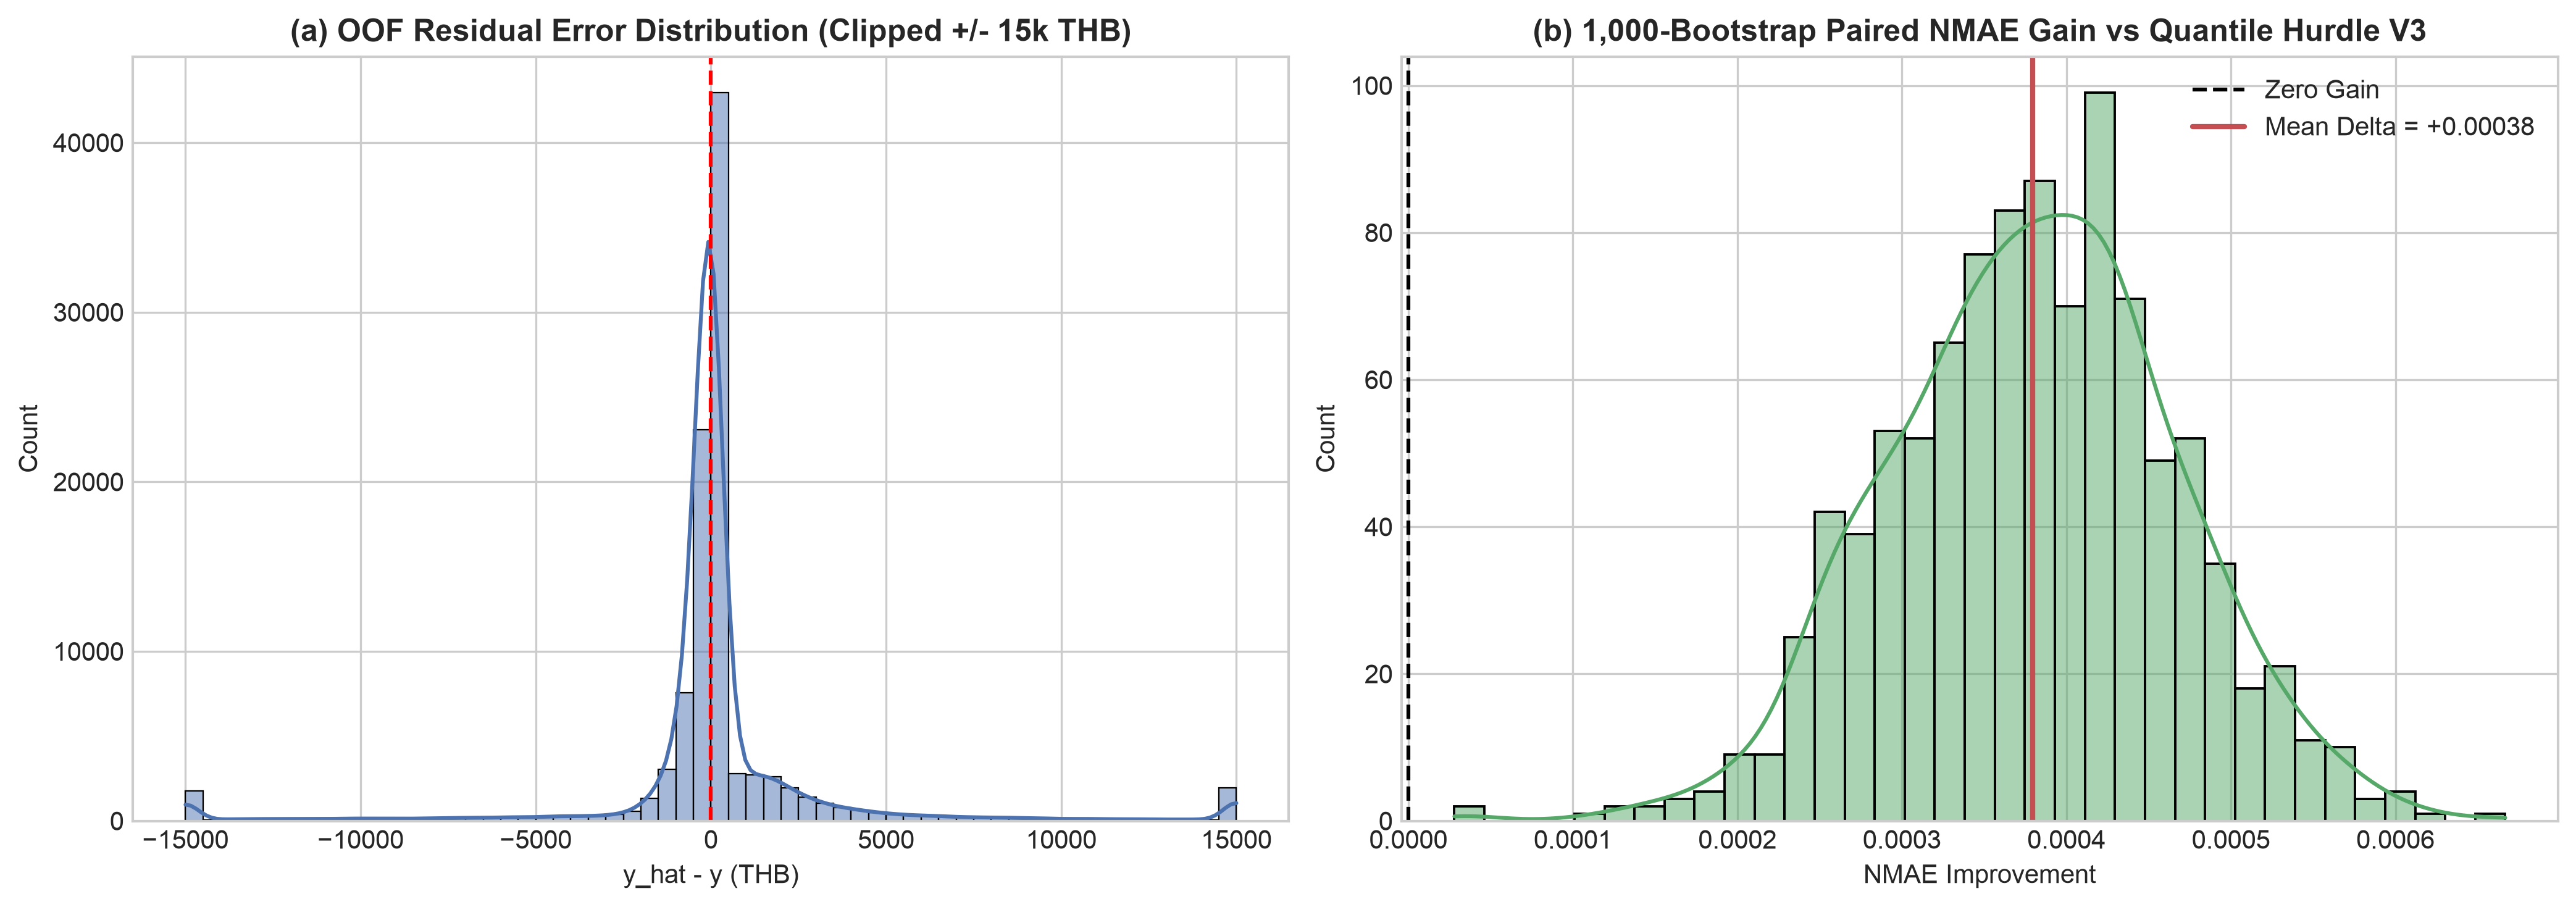 (a) OOF Residual Error Distribution (Clipped +/- 15k THB)
Count
40000
30000
20000
10000
0
−15000 −10000 −5000 0 5000 10000 15000
y_hat - y (THB)
(b) 1,000-Bootstrap Paired NMAE Gain vs Quantile Hurdle V3
Zero Gain
Mean Delta = +0.00038
Count
100
80
60
40
20
0
0.0000 0.0001 0.0002 0.0003 0.0004 0.0005 0.0006
NMAE Improvement